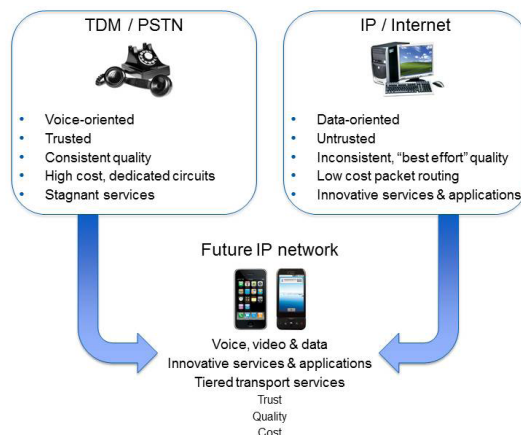 TDM / PSTN
• Voice-oriented
• Trusted
• Consistent quality
• High cost, dedicated circuits
• Stagnant services
IP / Internet
• Data-oriented
• Untrusted
• Inconsistent, “best effort” quality
• Low cost packet routing
• Innovative services & applications
Future IP network
Voice, video & data
Innovative services & applications
Tiered transport services
Trust
Quality
Cost